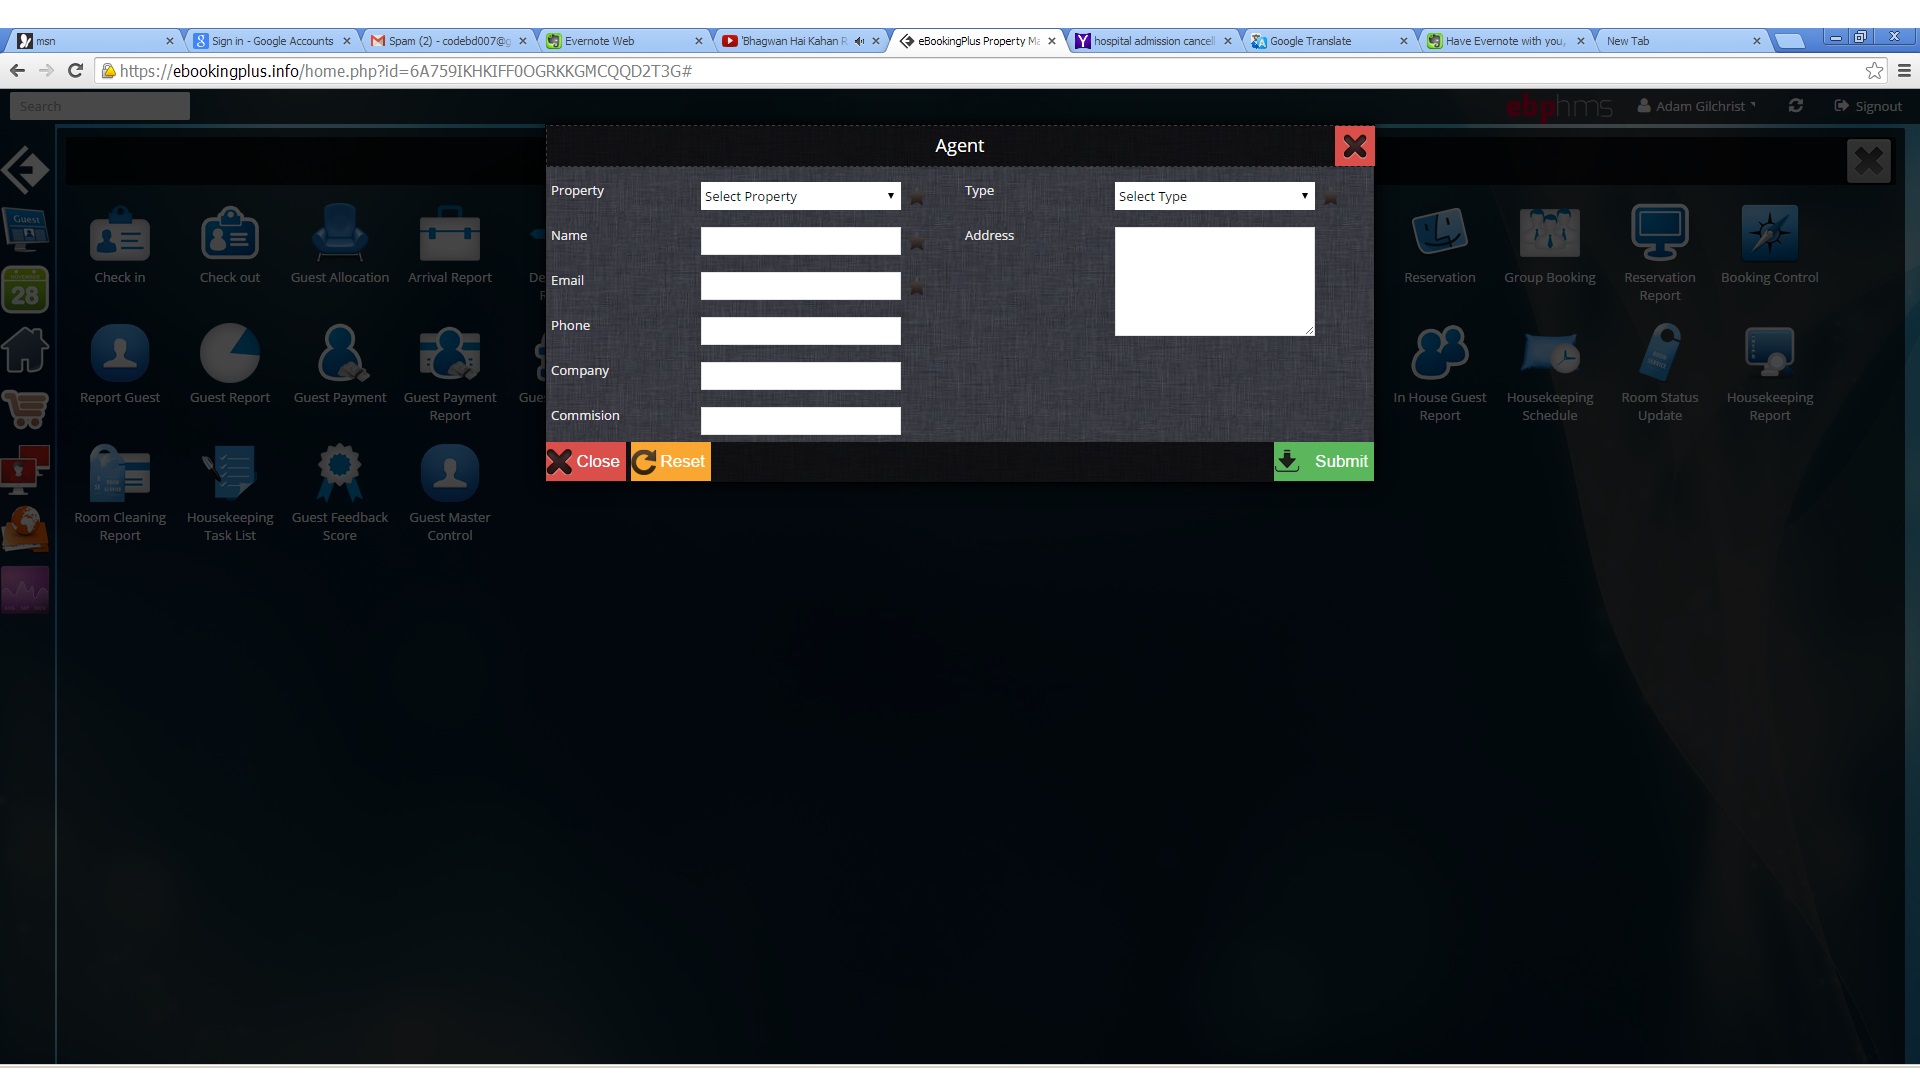 msn
Sign in - Google Accounts
Spam (2) - codebd007@g
Evernote Web
'Bhagwan Hai Kahan R
eBookingPlus Property Ma
hospital admission cancell
Google Translate
Have Evernote with you,
New Tab
https://ebookingplus.info/home.php?id=6A759IKHKIFF0OGRKKGMCQQD2T3G#
Search
ebphms
Adam Gilchrist
Signout
Agent
Property
Select Property
Type
Select Type
Name
Address
Email
Phone
Company
Commision
Close
Reset
Submit
Guest
NOVEMBER
28
Check in
Check out
Guest Allocation
Arrival Report
Reservation
Group Booking
Reservation
Report
Booking Control
Report Guest
Guest Report
Guest Payment
Guest Payment
Report
In House Guest
Report
Housekeeping
Schedule
Room Status
Update
Housekeeping
Report
Room Cleaning
Report
Housekeeping
Task List
Guest Feedback
Score
Guest Master
Control